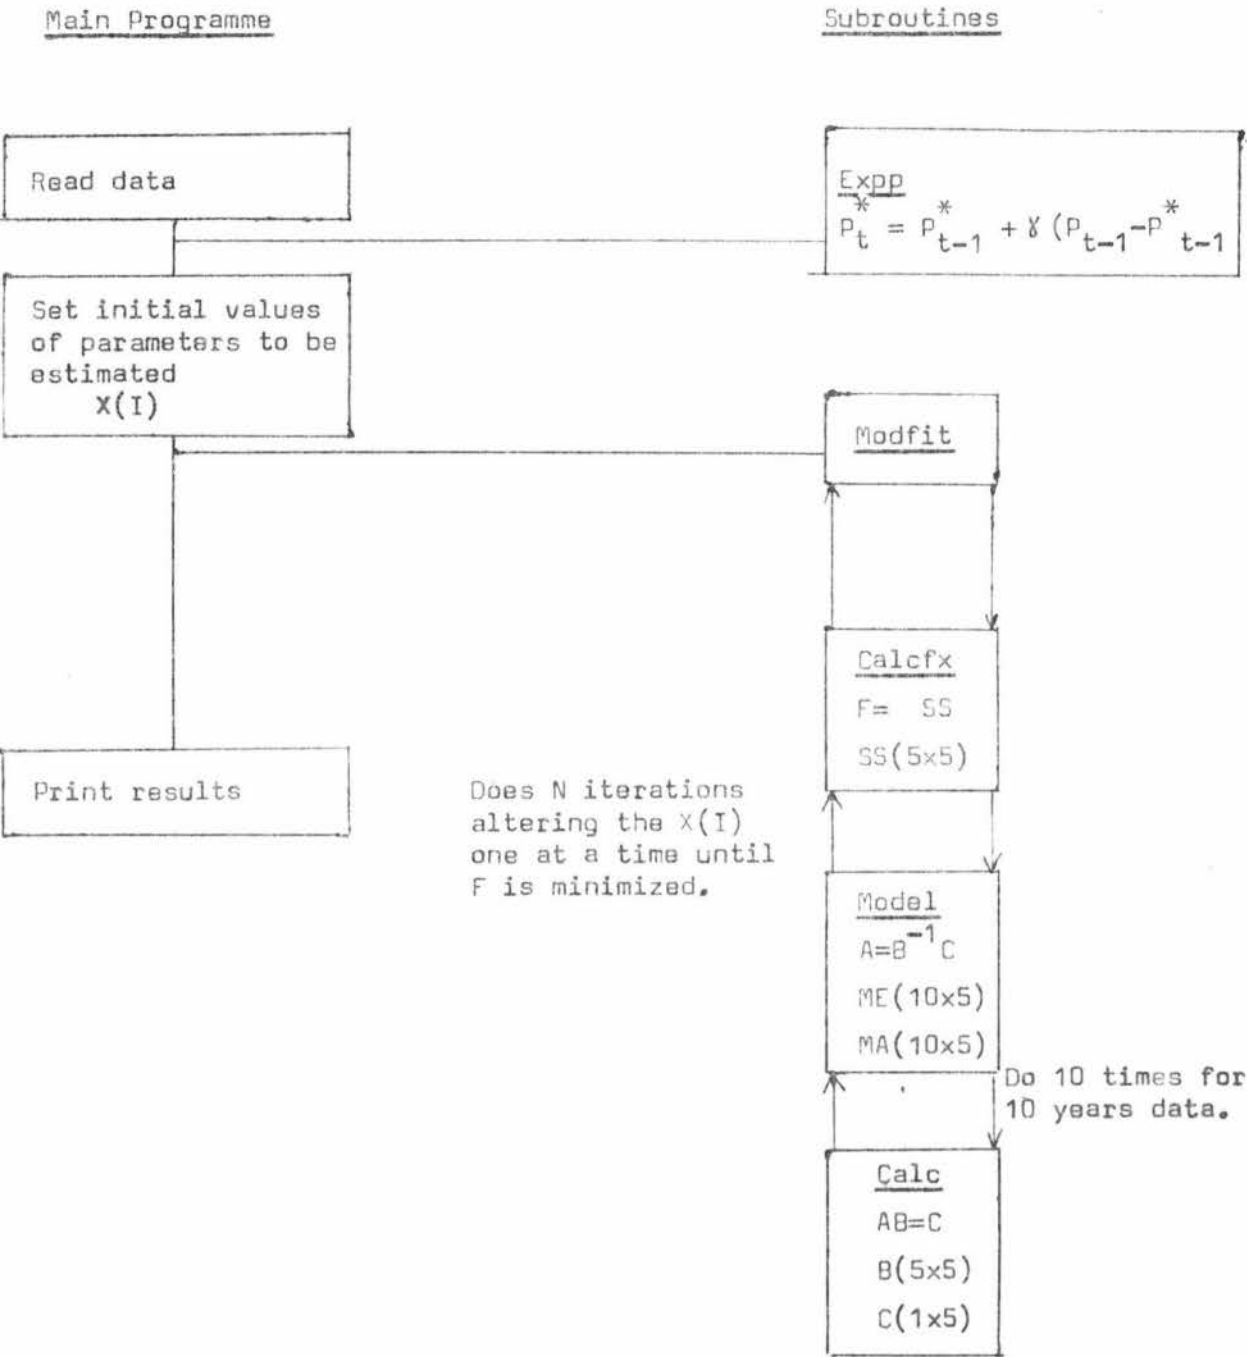 Main Programme
Subroutines
Read data
Expp
P*t = P*t-1 + γ (Pt-1-P*t-1
Set initial values
of parameters to be
estimated
X(I)
Modfit
Calcfx
F= SS
SS(5x5)
Print results
Does N iterations
altering the X(I)
one at a time until
F is minimized.
Model
A=B-1C
ME(10x5)
MA(10x5)
Do 10 times for
10 years data.
Calc
AB=C
B(5x5)
C(1x5)